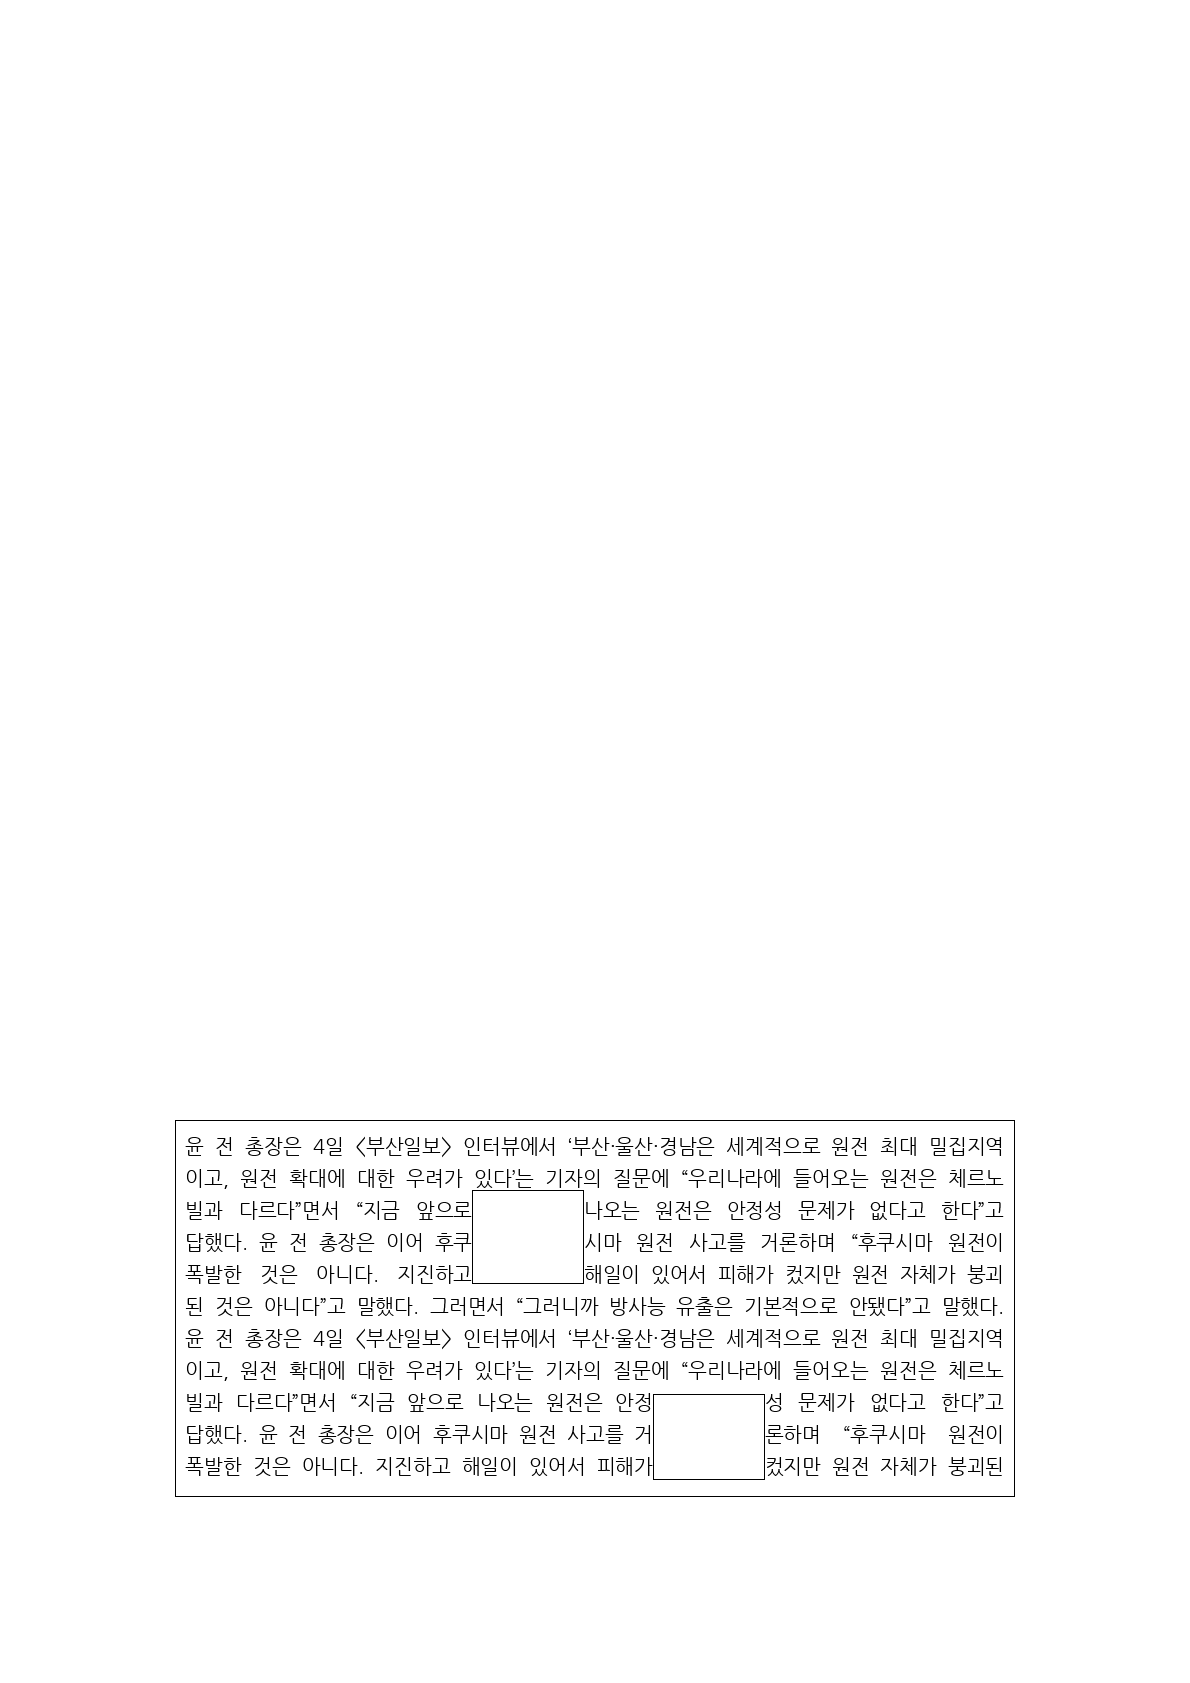 윤 전 총장은 4일 〈부산일보〉 인터뷰에서 ‘부산·울산·경남은 세계적으로 원전 최대 밀집지역
이고, 원전 확대에 대한 우려가 있다’는 기자의 질문에 “우리나라에 들어오는 원전은 체르노
빌과 다르다”면서 “지금 앞으로 나오는 원전은 안정성 문제가 없다고 한다”고
답했다. 윤 전 총장은 이어 후쿠시마 원전 사고를 거론하며 “후쿠시마 원전이
폭발한 것은 아니다. 지진하고 해일이 있어서 피해가 컸지만 원전 자체가 붕괴
된 것은 아니다”고 말했다. 그러면서 “그러니까 방사능 유출은 기본적으로 안됐다”고 말했다.
윤 전 총장은 4일 〈부산일보〉 인터뷰에서 ‘부산·울산·경남은 세계적으로 원전 최대 밀집지역
이고, 원전 확대에 대한 우려가 있다’는 기자의 질문에 “우리나라에 들어오는 원전은 체르노
빌과 다르다”면서 “지금 앞으로 나오는 원전은 안정성 문제가 없다고 한다”고
답했다. 윤 전 총장은 이어 후쿠시마 원전 사고를 거론하며 “후쿠시마 원전이
폭발한 것은 아니다. 지진하고 해일이 있어서 피해가 컸지만 원전 자체가 붕괴된